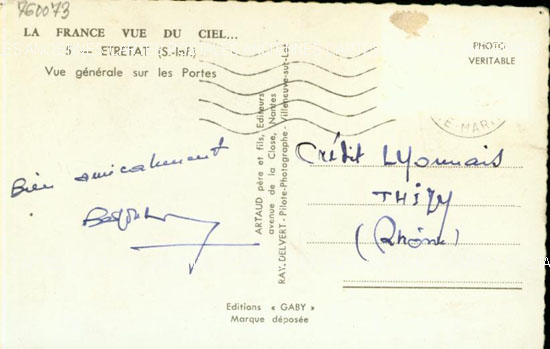 760073
LA FRANCE VUE DU CIEL...
5 — ETRETAT (S.-Inf.)
Vue générale sur les Portes
PHOTO
VERITABLE
E-MAR
Bien amicalement
ARTAUD père et fils, Editeurs
avenue de la Close, Nantes
RAY. DELVERT - Pilote-Photographe - Villeneuve-sur-Lot
Crédit Lyonnais
THIZY
(Rhône)
Editions « GABY »
Marque déposée